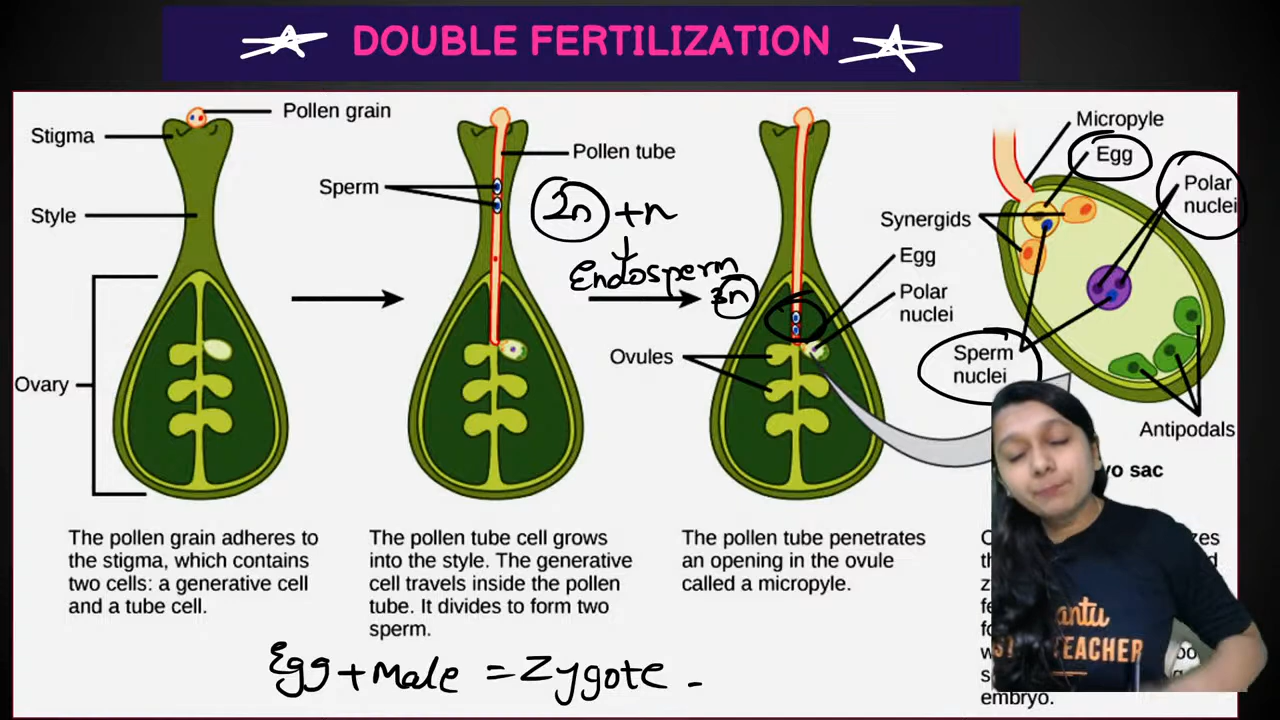 DOUBLE FERTILIZATION
Pollen grain
Stigma
Style
Ovary
Sperm
Pollen tube
2n + n
Endosperm
3n
Ovules
Micropyle
Egg
Polar
nuclei
Synergids
Egg
Polar
nuclei
Sperm
nuclei
Antipodals
sac
The pollen grain adheres to
the stigma, which contains
two cells: a generative cell
and a tube cell.
The pollen tube cell grows
into the style. The generative
cell travels inside the pollen
tube. It divides to form two
sperm.
The pollen tube penetrates
an opening in the ovule
called a micropyle.
embryo.
antu
TEACHER
Egg + Male = Zygote -